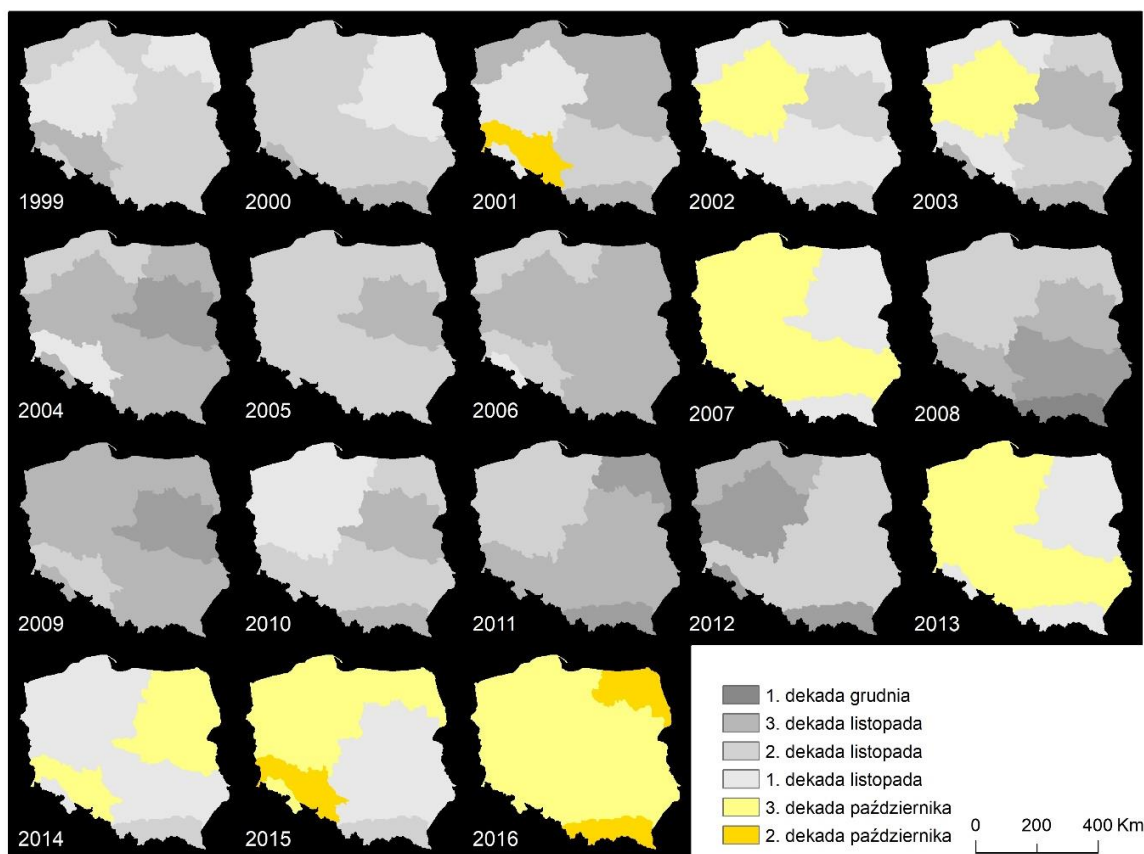 1999 2000 2001 2002 2003
2004 2005 2006 2007 2008
2009 2010 2011 2012 2013
2014 2015 2016
1. dekada grudnia
3. dekada listopada
2. dekada listopada
1. dekada listopada
3. dekada października
2. dekada października
0 200 400 Km